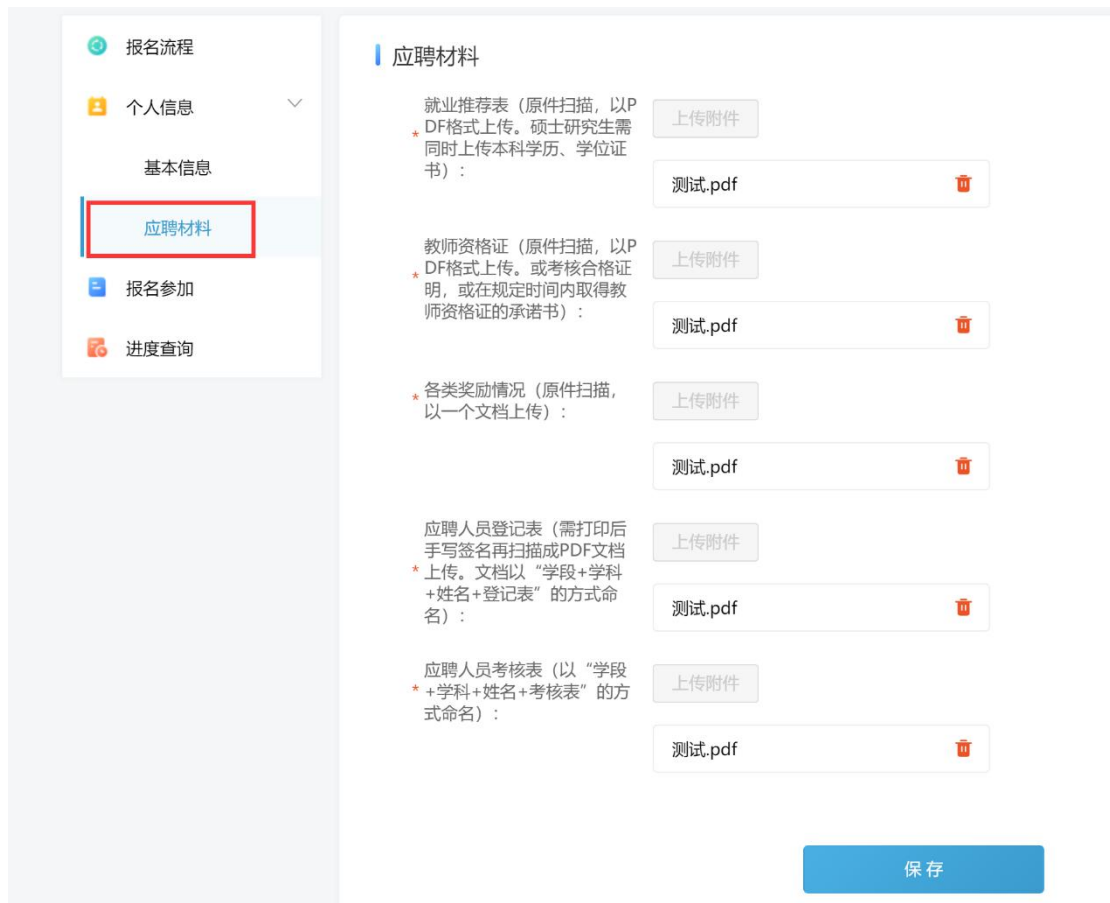 报名流程
个人信息
基本信息
应聘材料
报名参加
进度查询
应聘材料
就业推荐表（原件扫描，以P
DF格式上传。硕士研究生需
同时上传本科学历、学位证
书）：
上传附件
测试.pdf
教师资格证（原件扫描，以P
DF格式上传。或考核合格证
明，或在规定时间内取得教
师资格证的承诺书）：
上传附件
测试.pdf
各类奖励情况（原件扫描，
以一个文档上传）：
上传附件
测试.pdf
应聘人员登记表（需打印后
手写签名再扫描成PDF文档
* 上传。文档以“学段+学科
+姓名+登记表”的方式命
名）：
上传附件
测试.pdf
应聘人员考核表（以“学段
* +学科+姓名+考核表”的方
式命名）：
上传附件
测试.pdf
保存